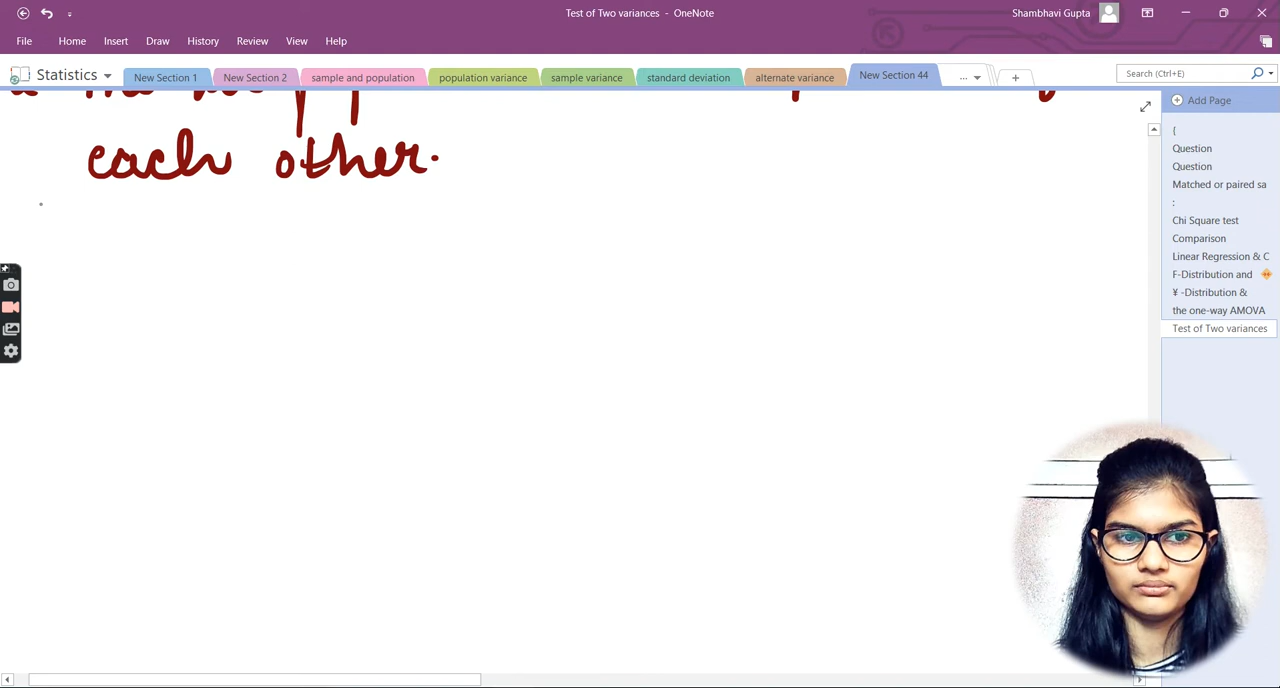 Test of Two variances - OneNote
Shambhavi Gupta
File Home Insert Draw History Review View Help
Statistics
New Section 1
New Section 2
sample and population
population variance
sample variance
standard deviation
alternate variance
New Section 44
...
Search (Ctrl+E)
Add Page
each other.
{
Question
Question
Matched or paired sa
:
Chi Square test
Comparison
Linear Regression & C
F-Distribution and
¥ -Distribution &
the one-way AMOVA
Test of Two variances